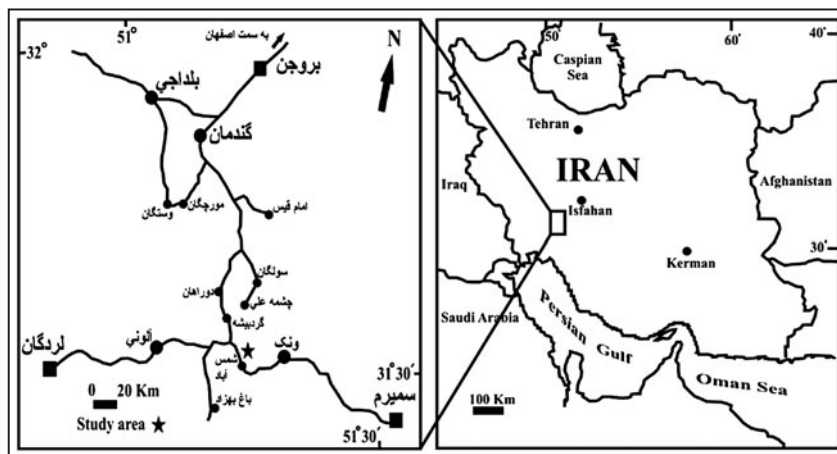 51°
32°
به سمت اصفهان
بروجن
N
بلداجي
گندمان
وستگان
مورچگان
امام قيس
سولگان
دوراهان
چشمه علي
گردبيشه
لردگان
آلوني
شمس
آباد
ونک
31°30'
0 20 Km
باغ بهزاد
سميرم
Study area
51°30'
50°
60°
40°
Caspian
Sea
Tehran
IRAN
Iraq
Afghanistan
Isfahan
30°
Kerman
Saudi Arabia
Persian Gulf
Oman Sea
100 Km